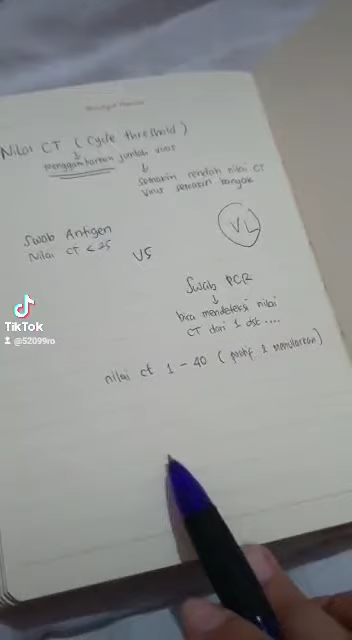 Nilai CT (Cycle threshold)
↓
menggambarkan jumlah virus
↓
Semakin rendah nilai CT
virus semakin banyak
Swab Antigen
Nilai CT < 25
VS
VL
Swab PCR
↓
bisa mendeteksi nilai
CT dari 1 dst ....
nilai ct 1 - 40 (positif & menularkan)
TikTok
@52099ro